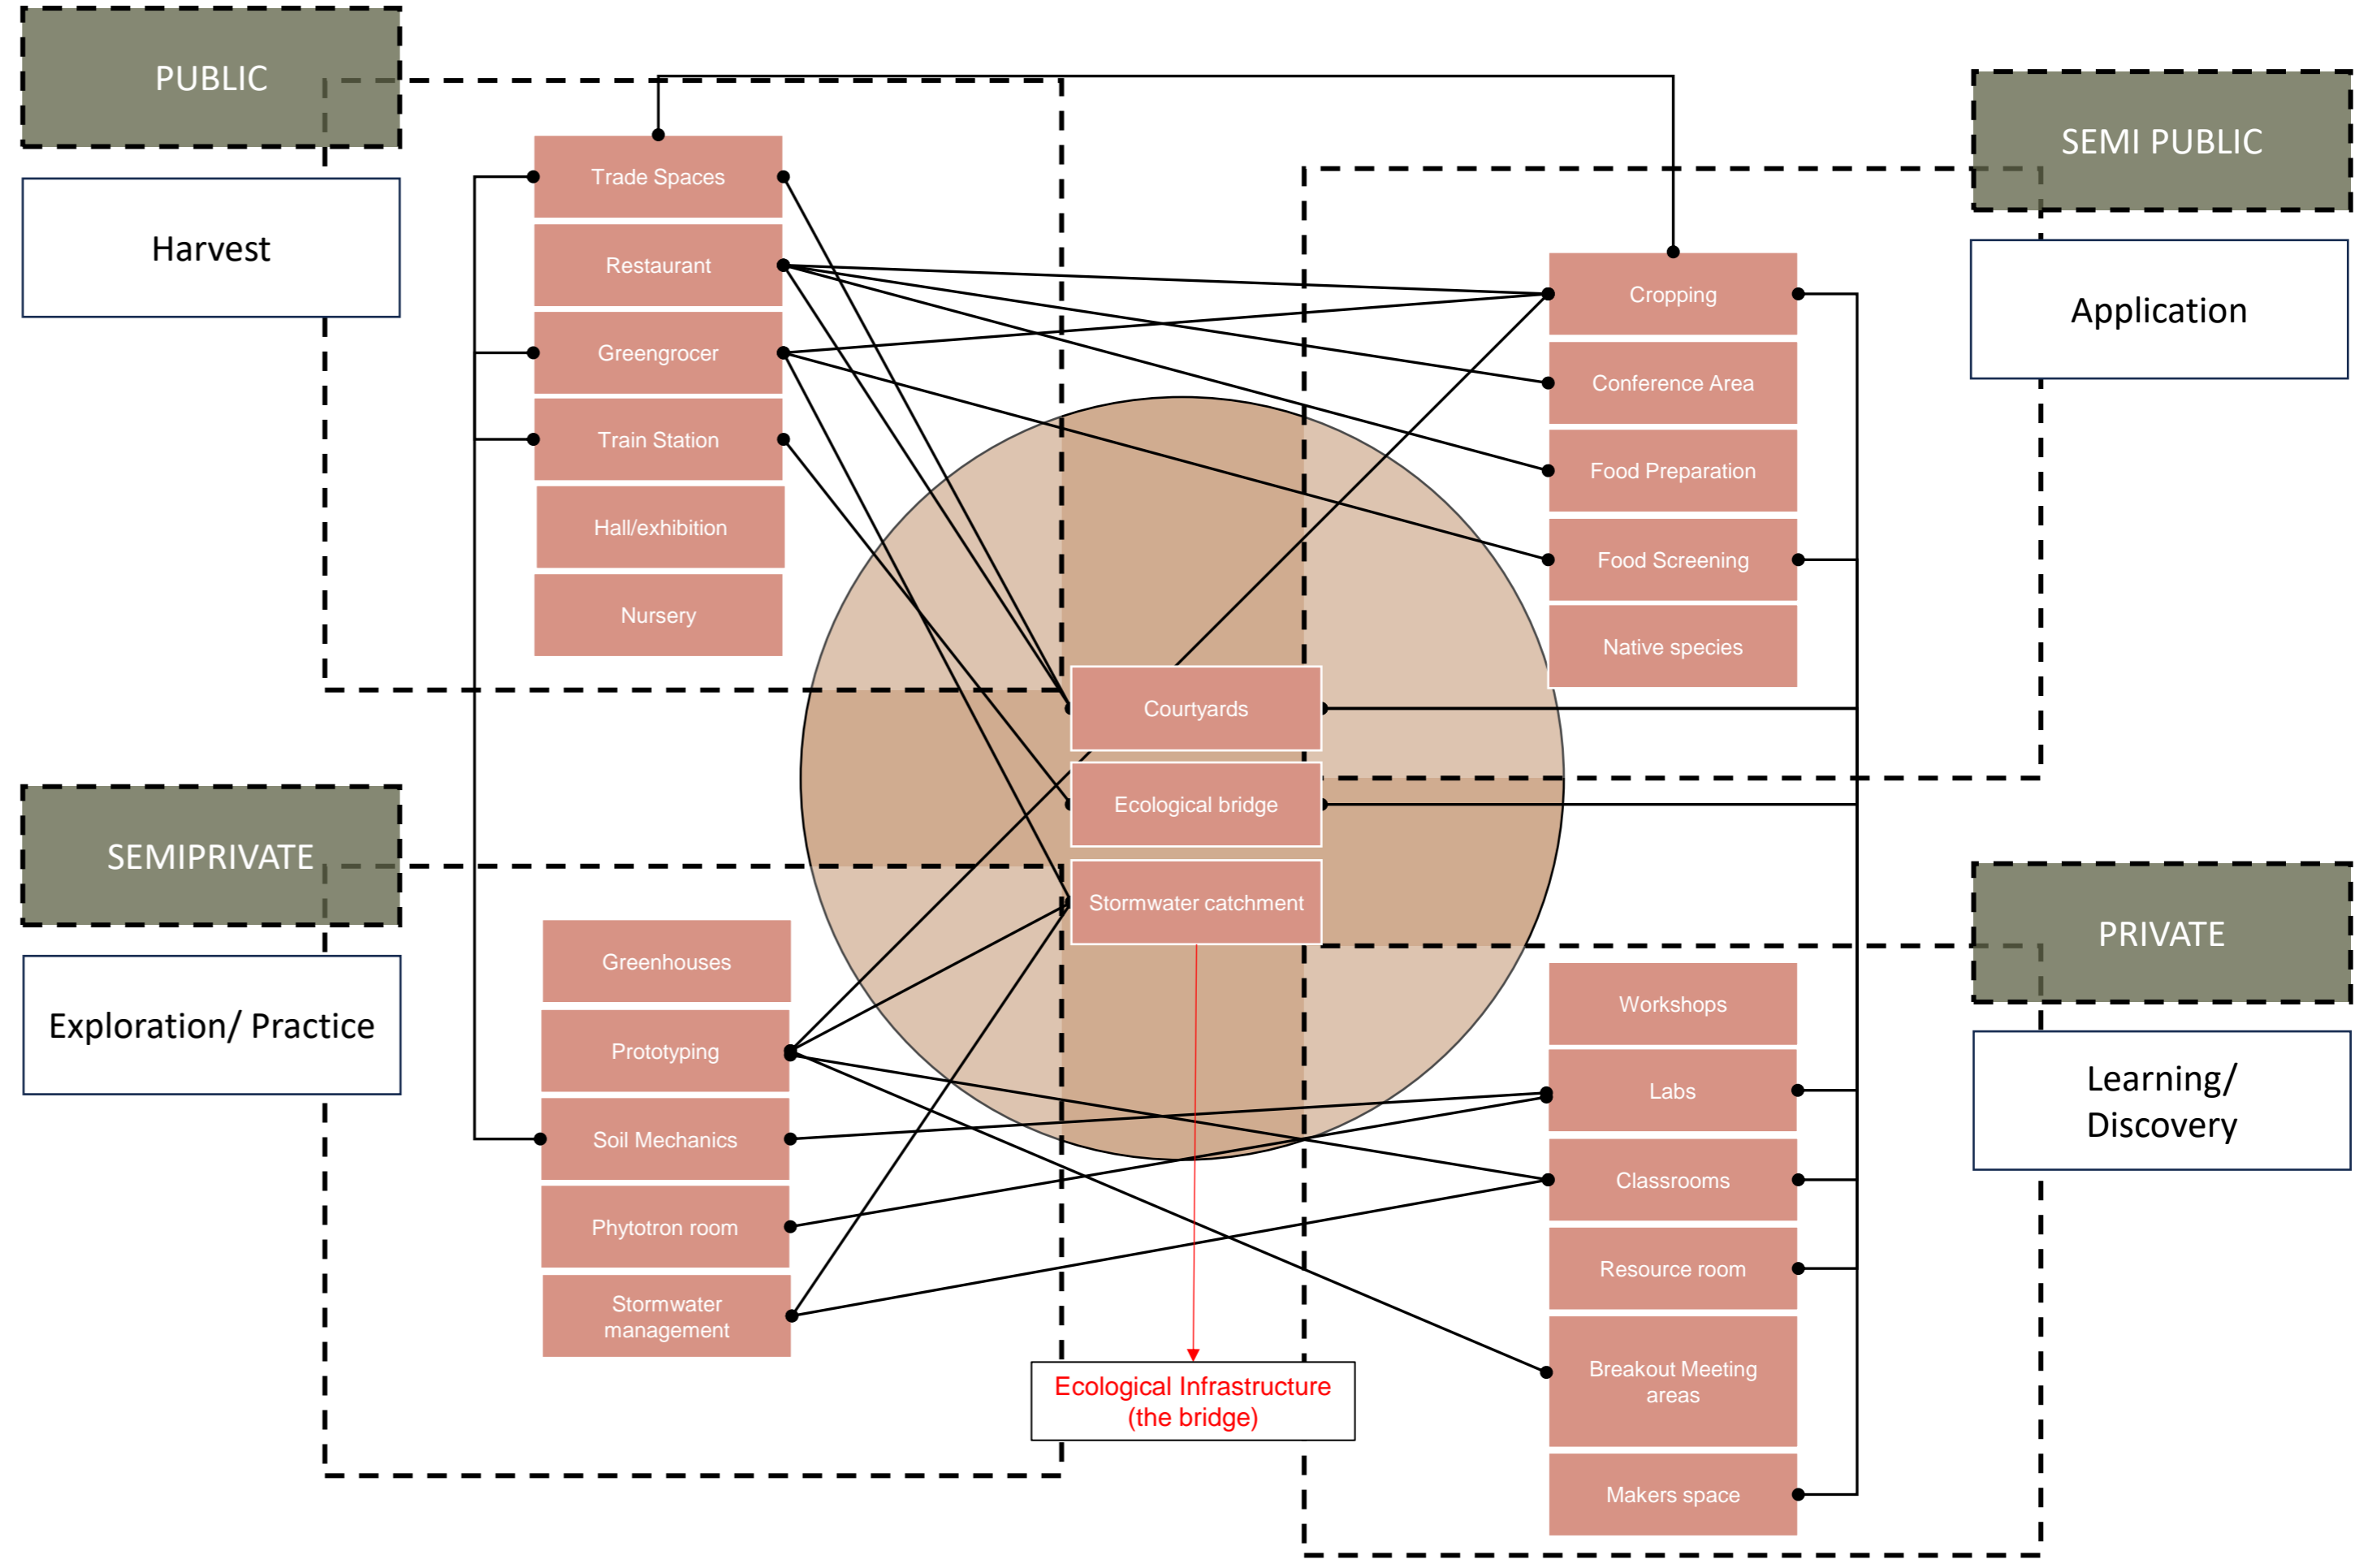 PUBLIC
Harvest
Trade Spaces
Restaurant
Greengrocer
Train Station
Hall/exhibition
Nursery
SEMI PUBLIC
Application
Cropping
Conference Area
Food Preparation
Food Screening
Native species
Courtyards
Ecological bridge
Stormwater catchment
SEMIPRIVATE
Exploration/ Practice
Greenhouses
Prototyping
Soil Mechanics
Phytotron room
Stormwater
management
PRIVATE
Learning/
Discovery
Workshops
Labs
Classrooms
Resource room
Breakout Meeting
areas
Makers space
Ecological Infrastructure
(the bridge)